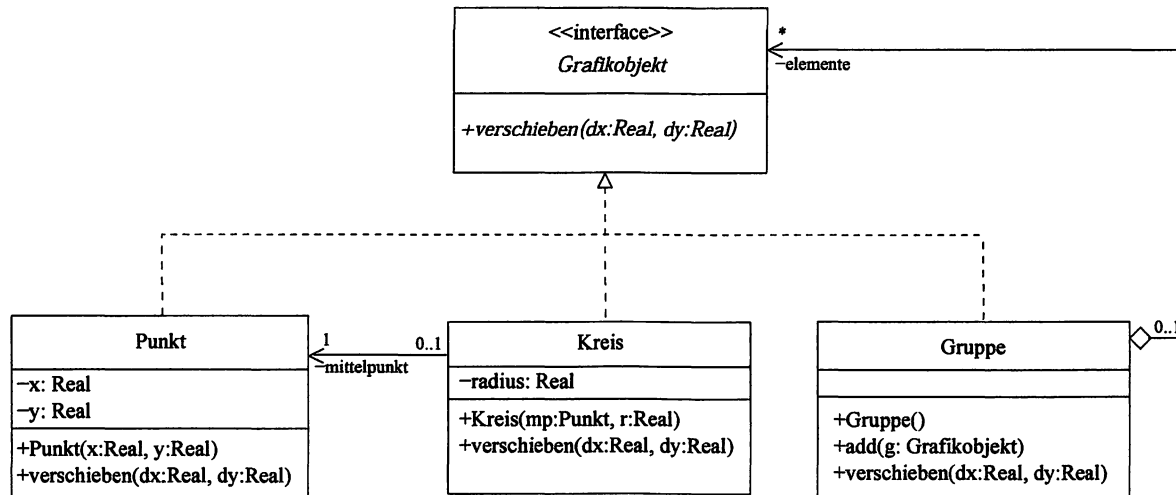 <<interface>>
Grafikobjekt
+verschieben(dx:Real, dy:Real)
*
−elemente
Punkt
−x: Real
−y: Real
+Punkt(x:Real, y:Real)
+verschieben(dx:Real, dy:Real)
1
−mittelpunkt
0..1
Kreis
−radius: Real
+Kreis(mp:Punkt, r:Real)
+verschieben(dx:Real, dy:Real)
Gruppe
+Gruppe()
+add(g: Grafikobjekt)
+verschieben(dx:Real, dy:Real)
0..1